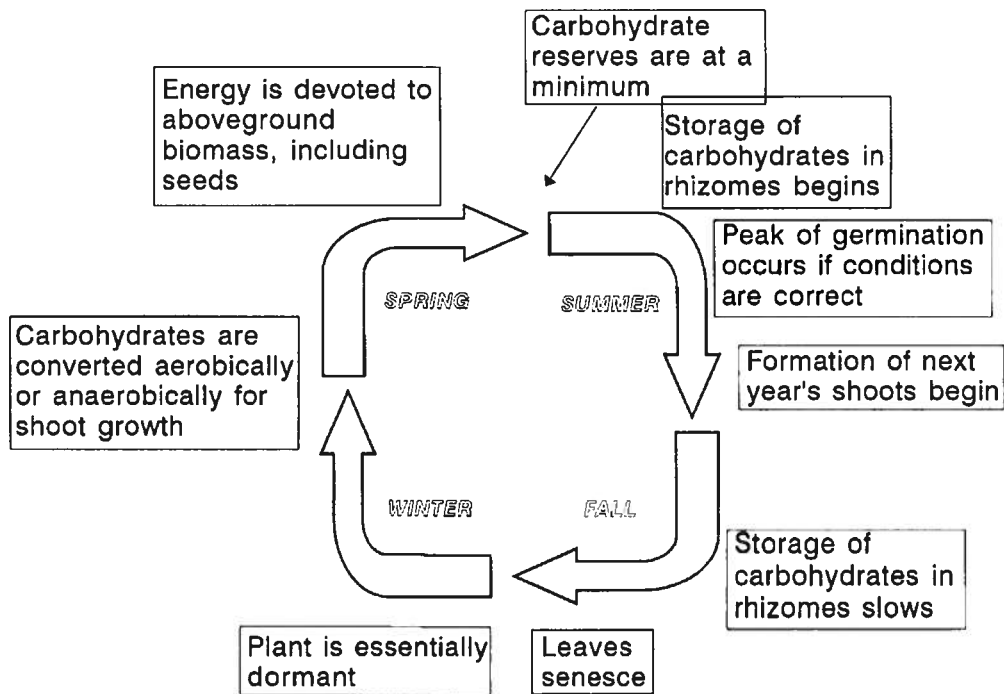 Carbohydrate
reserves are at a
minimum
Energy is devoted to
aboveground
biomass, including
seeds
Storage of
carbohydrates in
rhizomes begins
Peak of germination
occurs if conditions
are correct
SPRING
SUMMER
Carbohydrates are
converted aerobically
or anaerobically for
shoot growth
Formation of next
year's shoots begin
WINTER
FALL
Storage of
carbohydrates in
rhizomes slows
Plant is essentially
dormant
Leaves
senesce